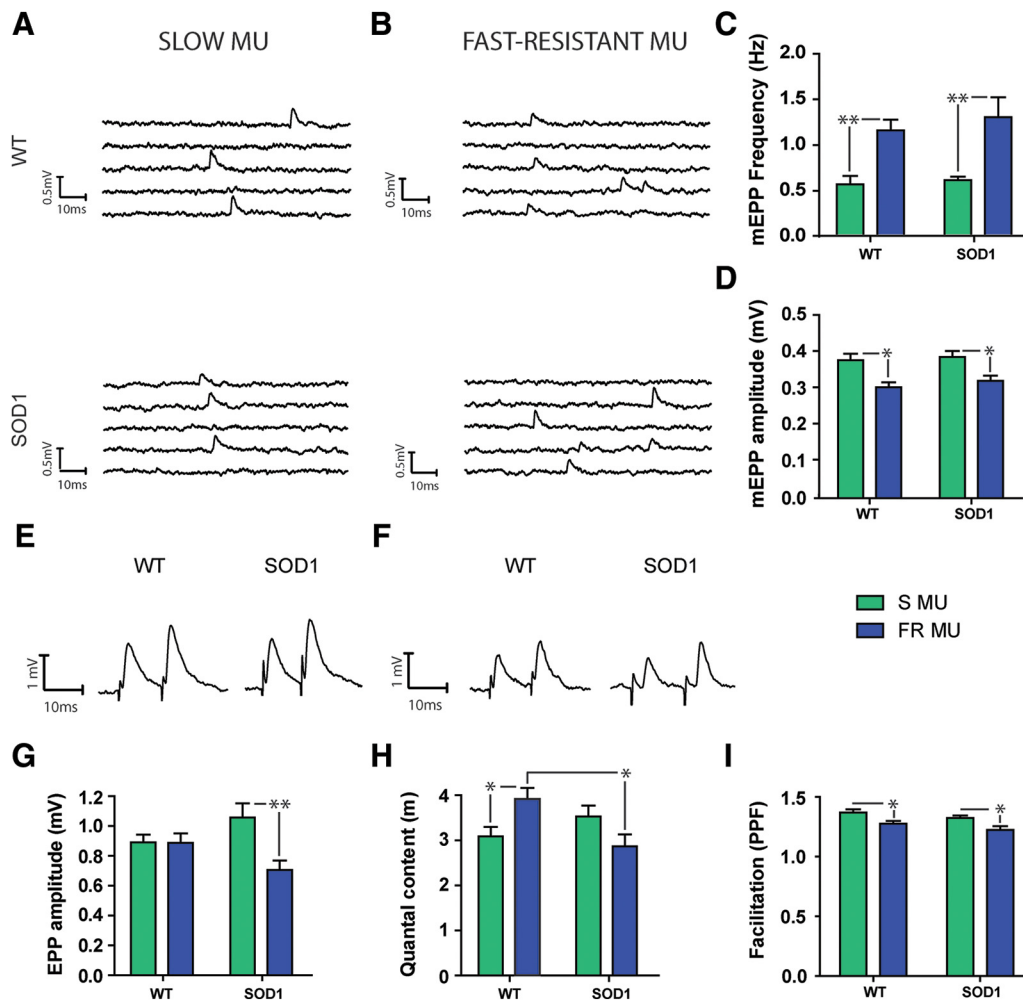 A
SLOW MU
B
FAST-RESISTANT MU
WT
0.5mV
10ms
0.5mV
10ms
SOD1
0.5mV
10ms
0.5mV
10ms
C
mEPP Frequency (Hz)
2.0
1.5
1.0
0.5
0.0
**
**
WT
SOD1
D
mEPP amplitude (mV)
0.5
0.4
0.3
0.2
0.1
0.0
*
*
WT
SOD1
E
WT
SOD1
1 mV
10ms
F
WT
SOD1
1 mV
10ms
S MU
FR MU
G
EPP amplitude (mV)
1.2
1.0
0.8
0.6
0.4
0.2
0.0
**
WT
SOD1
H
Quantal content (m)
4
3
2
1
0
*
*
WT
SOD1
I
Facilitation (PPF)
1.5
1.5
0.5
0.0
*
*
WT
SOD1